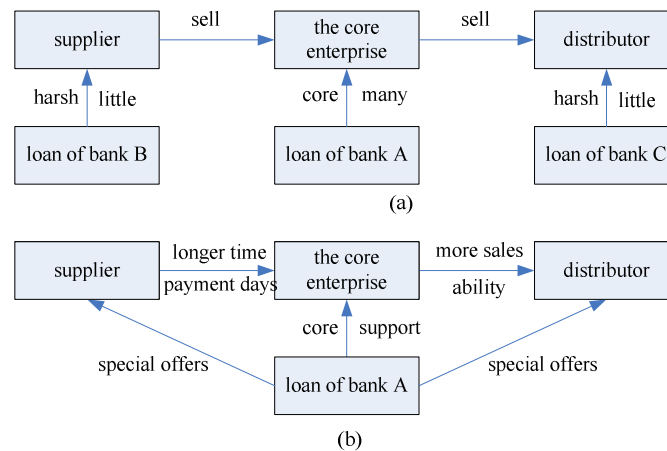 supplier
sell
the core
enterprise
sell
distributor
harsh little
core many
harsh little
loan of bank B
loan of bank A
loan of bank C
(a)
supplier
longer time
payment days
the core
enterprise
more sales
ability
distributor
core support
special offers
special offers
loan of bank A
(b)